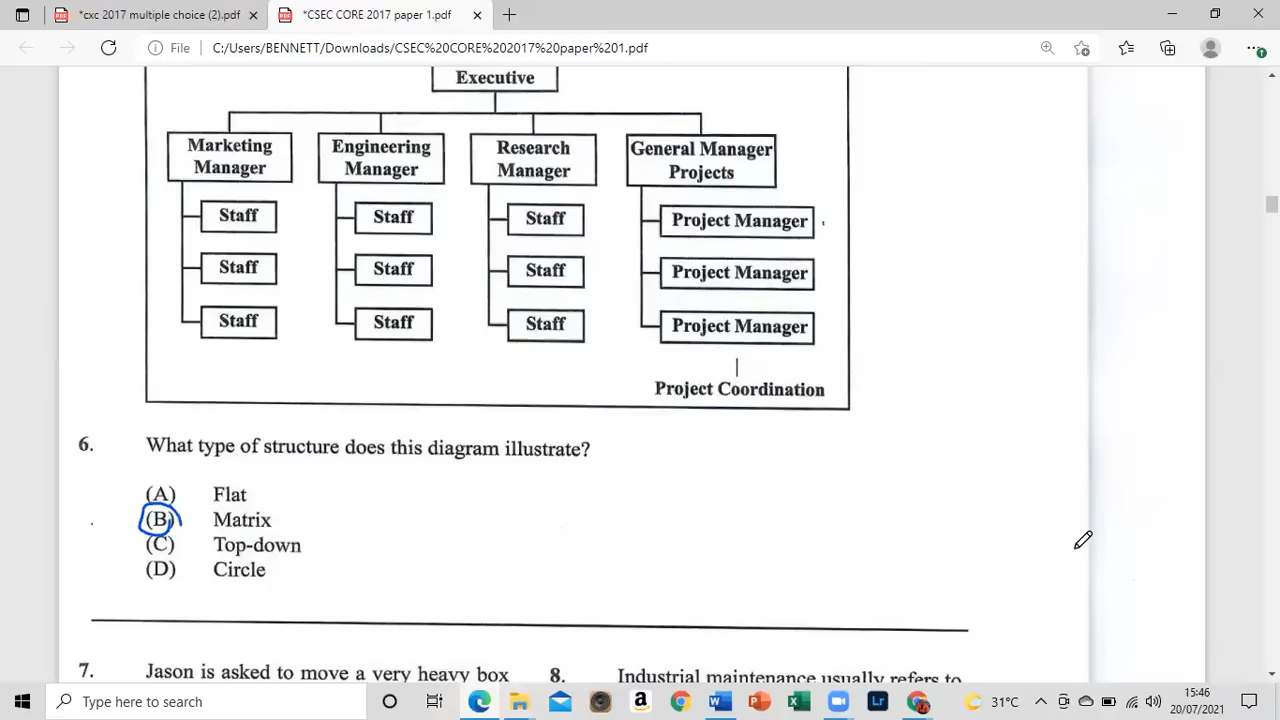 *cxc 2017 multiple choice (2).pdf
*CSEC CORE 2017 paper 1.pdf
File C:/Users/BENNETT/Downloads/CSEC%20CORE%202017%20paper%201.pdf
Executive
Marketing Manager
Engineering Manager
Research Manager
General Manager Projects
Staff Staff Staff Project Manager
Staff Staff Staff Project Manager
Staff Staff Staff Project Manager
Project Coordination
6. What type of structure does this diagram illustrate?
(A) Flat
(B) Matrix
(C) Top-down
(D) Circle
7. Jason is asked to move a very heavy box
8. Industrial maintenance usually refers to
Type here to search
31°C
15:46
20/07/2021